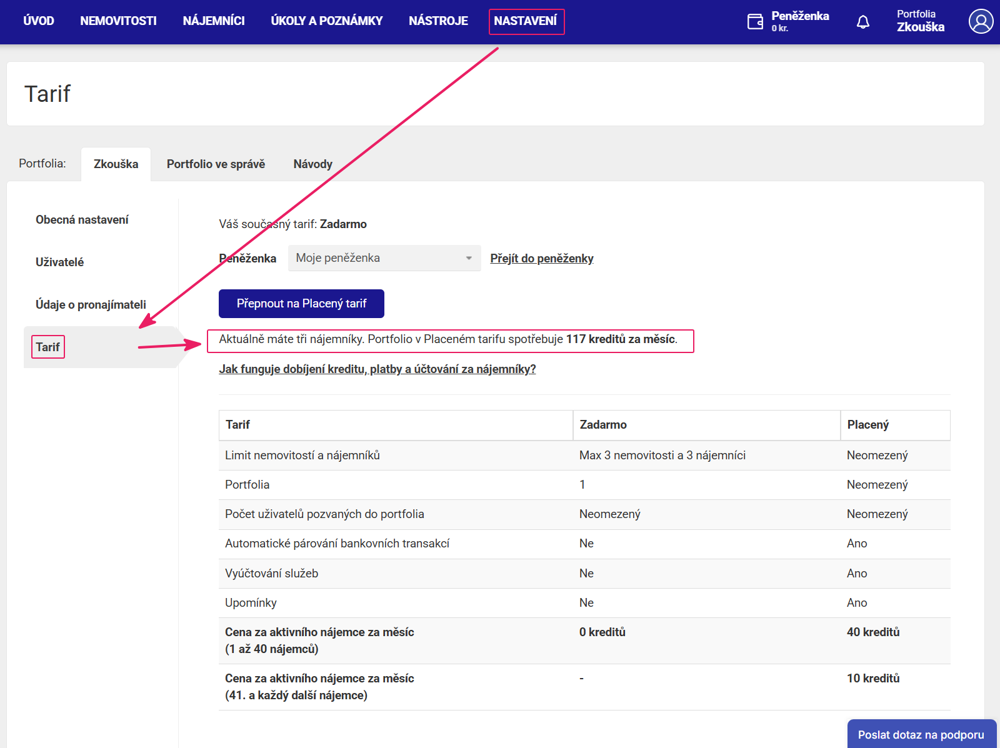 ÚVOD NEMOVITOSTI NÁJEMNÍCI ÚKOLY A POZNÁMKY NÁSTROJE NASTAVENÍ Peněženka Portfolia
0 kr. Zkouška
Tarif
Portfolia: Zkouška Portfolio ve správě Návody
Obecná nastavení
Uživatelé
Údaje o pronajímateli
Tarif
Váš současný tarif: Zadarmo
Peněženka Moje peněženka Přejít do peněženky
Přepnout na Placený tarif
Aktuálně máte tři nájemníky. Portfolio v Placeném tarifu spotřebuje 117 kreditů za měsíc.
Jak funguje dobíjení kreditu, platby a účtování za nájemníky?
Tarif Zadarmo Placený
Limit nemovitostí a nájemníků Max 3 nemovitosti a 3 nájemníci Neomezený
Portfolia 1 Neomezený
Počet uživatelů pozvaných do portfolia Neomezený Neomezený
Automatické párování bankovních transakcí Ne Ano
Vyúčtování služeb Ne Ano
Upomínky Ne Ano
Cena za aktivního nájemce za měsíc 0 kreditů 40 kreditů
(1 až 40 nájemců)
Cena za aktivního nájemce za měsíc - 10 kreditů
(41. a každý další nájemce)
Poslat dotaz na podporu